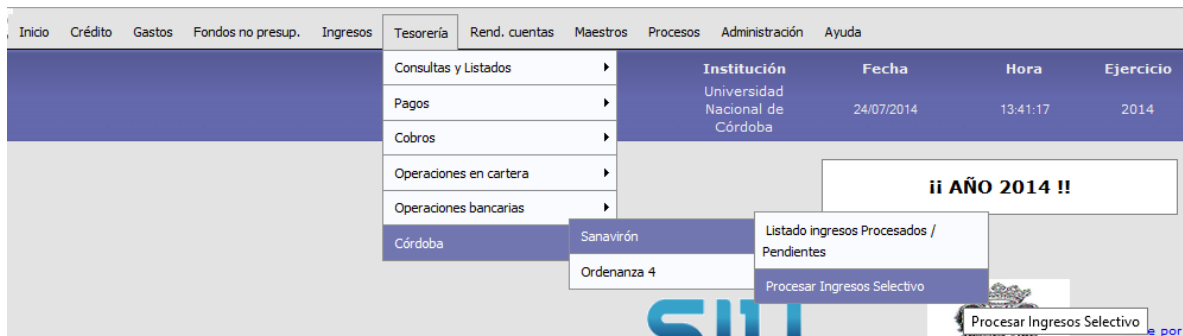 Inicio Crédito Gastos Fondos no presup. Ingresos Tesorería Rend. cuentas Maestros Procesos Administración Ayuda
Consultas y Listados
Pagos
Cobros
Operaciones en cartera
Operaciones bancarias
Córdoba
Institución Fecha Hora Ejercicio
Universidad
Nacional de
Córdoba
24/07/2014 13:41:17 2014
¡¡ AÑO 2014 !!
Sanavirón
Ordenanza 4
Listado ingresos Procesados /
Pendientes
Procesar Ingresos Selectivo
Procesar Ingresos Selectivo
e por